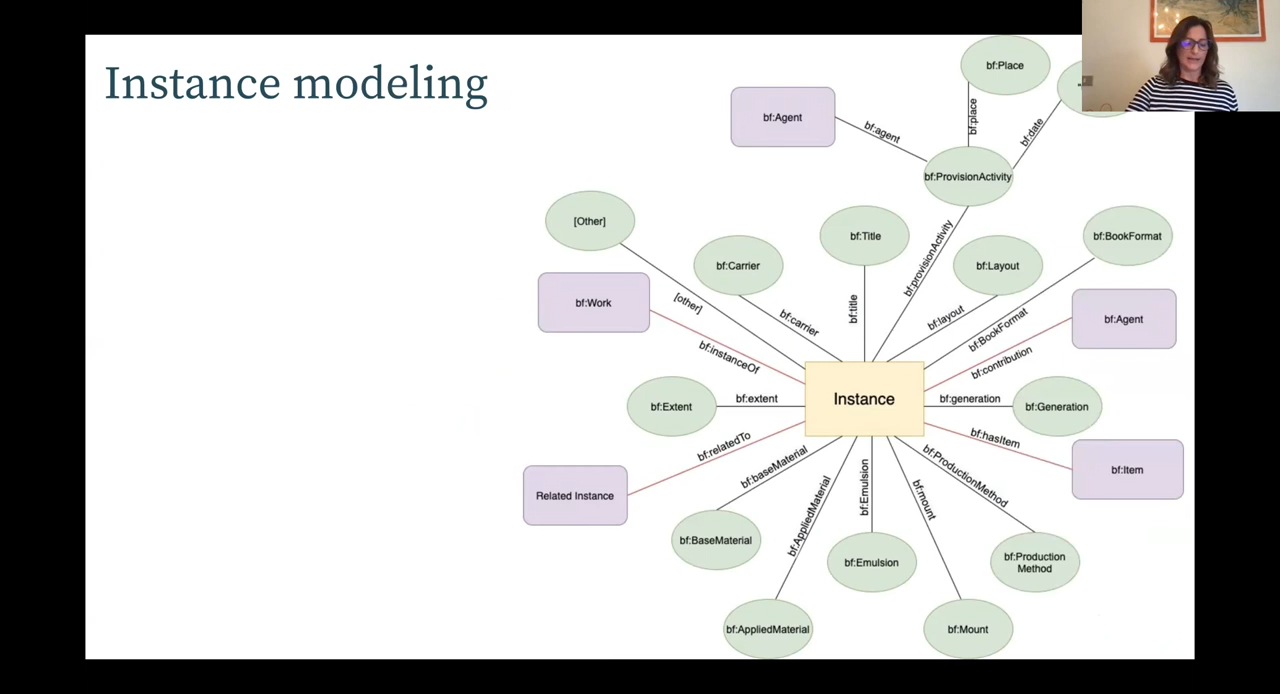 Instance modeling
bf:Place
bf:Agent
bf:agent
bf:place
bf:date
bf:ProvisionActivity
[Other]
bf:Title
bf:BookFormat
bf:Carrier
bf:Layout
bf:provisionActivity
bf:Work
[other]
bf:carrier
bf:title
bf:layout
bf:BookFormat
bf:Agent
bf:instanceOf
bf:contribution
Instance
bf:Extent
bf:extent
bf:generation
bf:Generation
bf:relatedTo
bf:hasItem
bf:Item
Related Instance
bf:baseMaterial
bf:AppliedMaterial
bf:Emulsion
bf:mount
bf:ProductionMethod
bf:BaseMaterial
bf:Emulsion
bf:Production
Method
bf:AppliedMaterial
bf:Mount